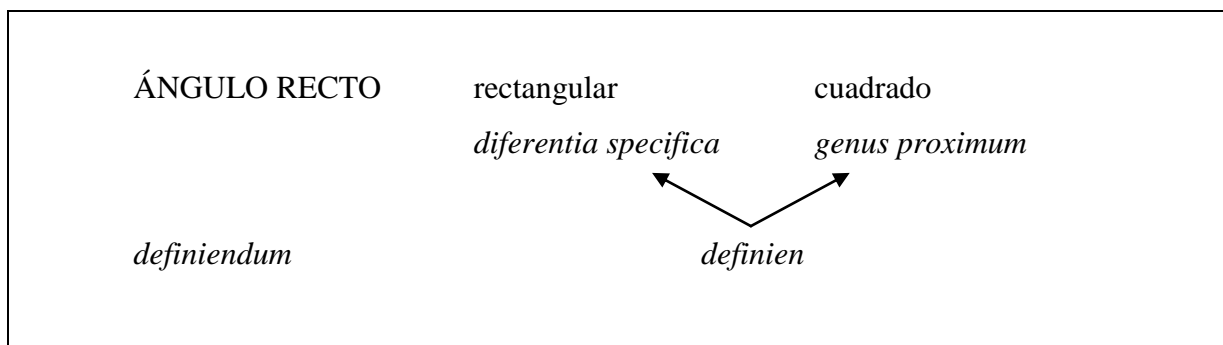 ÁNGULO RECTO rectangular cuadrado
diferentia specifica genus proximum
definiendum definien